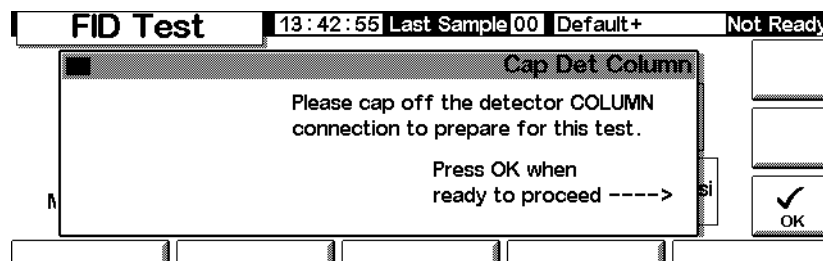 FID Test 13:42:55 Last Sample 00 Default+ Not Ready
Cap Det Column
Please cap off the detector COLUMN
connection to prepare for this test.
Press OK when
ready to proceed ---->
si
OK